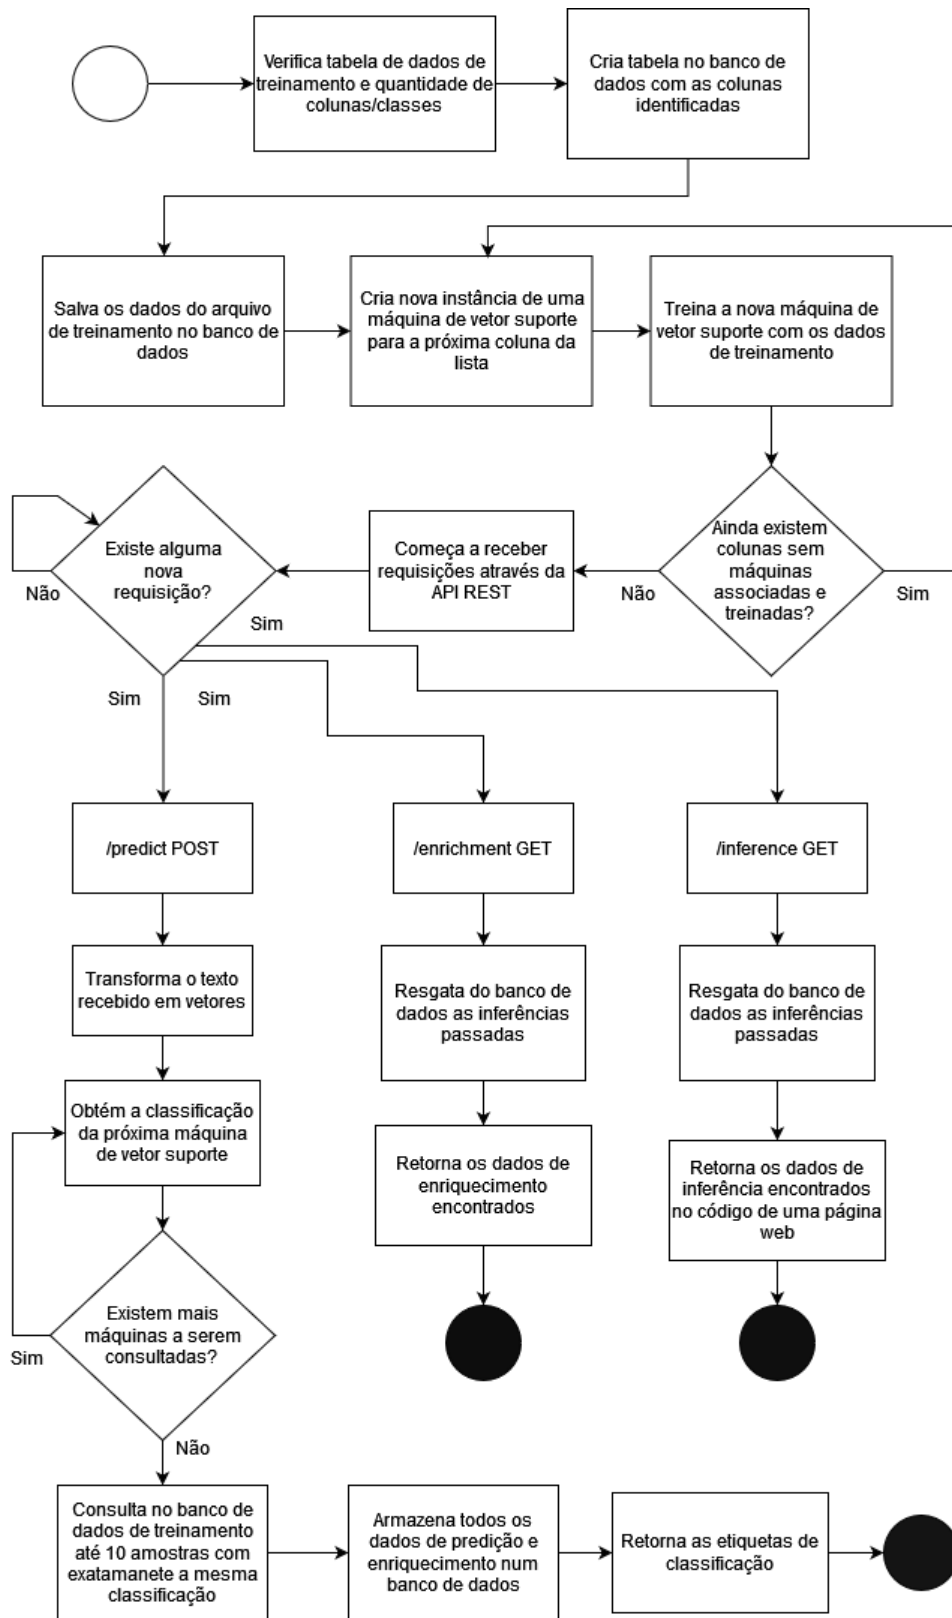 Verifica tabela de dados de
treinamento e quantidade de
colunas/classes
Cria tabela no banco de
dados com as colunas
identificadas
Salva os dados do arquivo
de treinamento no banco de
dados
Cria nova instância de uma
máquina de vetor suporte
para a próxima coluna da
lista
Treina a nova máquina de
vetor suporte com os dados
de treinamento
Existe alguma
nova
requisição?
Não
Começa a receber
requisições através da
API REST
Não
Ainda existem
colunas sem
máquinas
associadas e
treinadas?
Sim
Sim
Sim
Sim
/predict POST
/enrichment GET
/inference GET
Transforma o texto
recebido em vetores
Resgata do banco de
dados as inferências
passadas
Resgata do banco de
dados as inferências
passadas
Obtém a classificação
da próxima máquina
de vetor suporte
Retorna os dados de
enriquecimento
encontrados
Retorna os dados de
inferência encontrados
no código de uma página
web
Existem mais
máquinas a serem
consultadas?
Sim
Não
Consulta no banco de
dados de treinamento
até 10 amostras com
exatamanete a mesma
classificação
Armazena todos os
dados de predição e
enriquecimento num
banco de dados
Retorna as etiquetas de
classificação